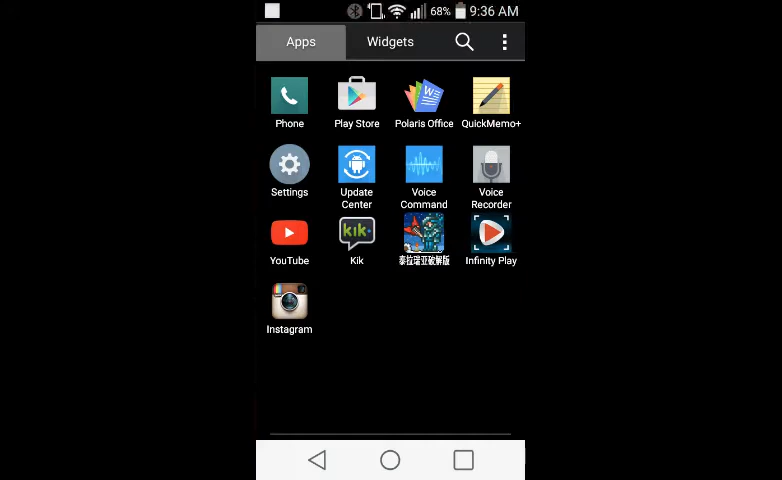 68% 9:36 AM
Apps Widgets
Phone Play Store Polaris Office QuickMemo+
Settings Update Center Voice Command Voice Recorder
YouTube Kik 泰拉瑞亚破解版 Infinity Play
kik
W
Instagram